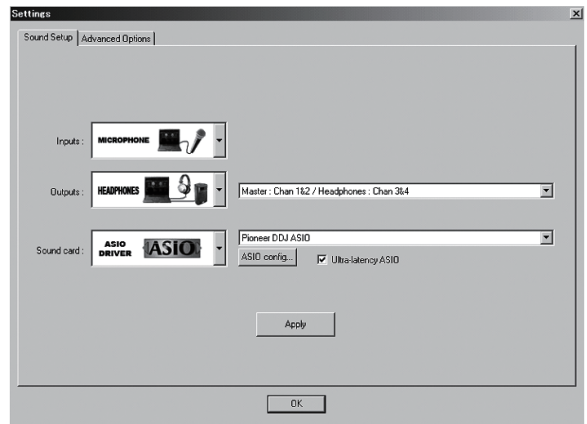 Settings
Sound Setup
Advanced Options
Inputs :
MICROPHONE
Outputs :
HEADPHONES
Master : Chan 1&2 / Headphones : Chan 3&4
Sound card :
ASIO
DRIVER
ASIO
Pioneer DDJ ASIO
ASIO config...
Ultra-latency ASIO
Apply
OK